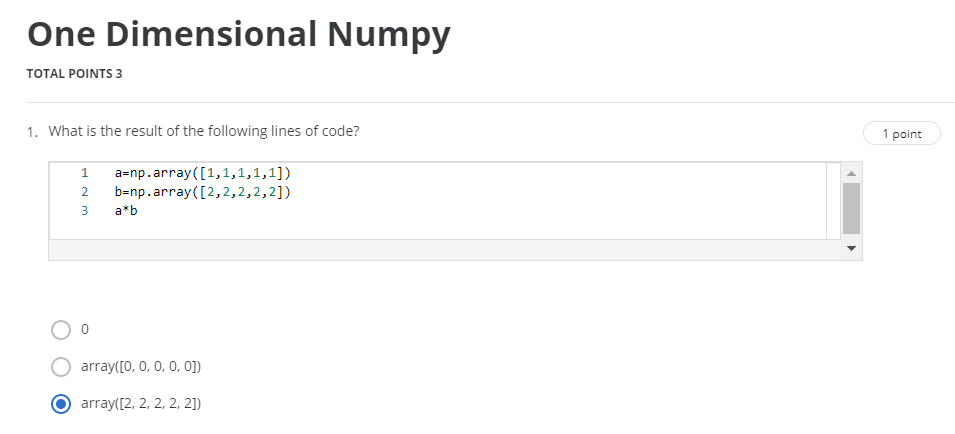 One Dimensional Numpy
TOTAL POINTS 3
1. What is the result of the following lines of code?
1 point
1 a=np.array([1,1,1,1,1])
2 b=np.array([2,2,2,2,2])
3 a*b
0
array([0, 0, 0, 0, 0])
array([2, 2, 2, 2, 2])